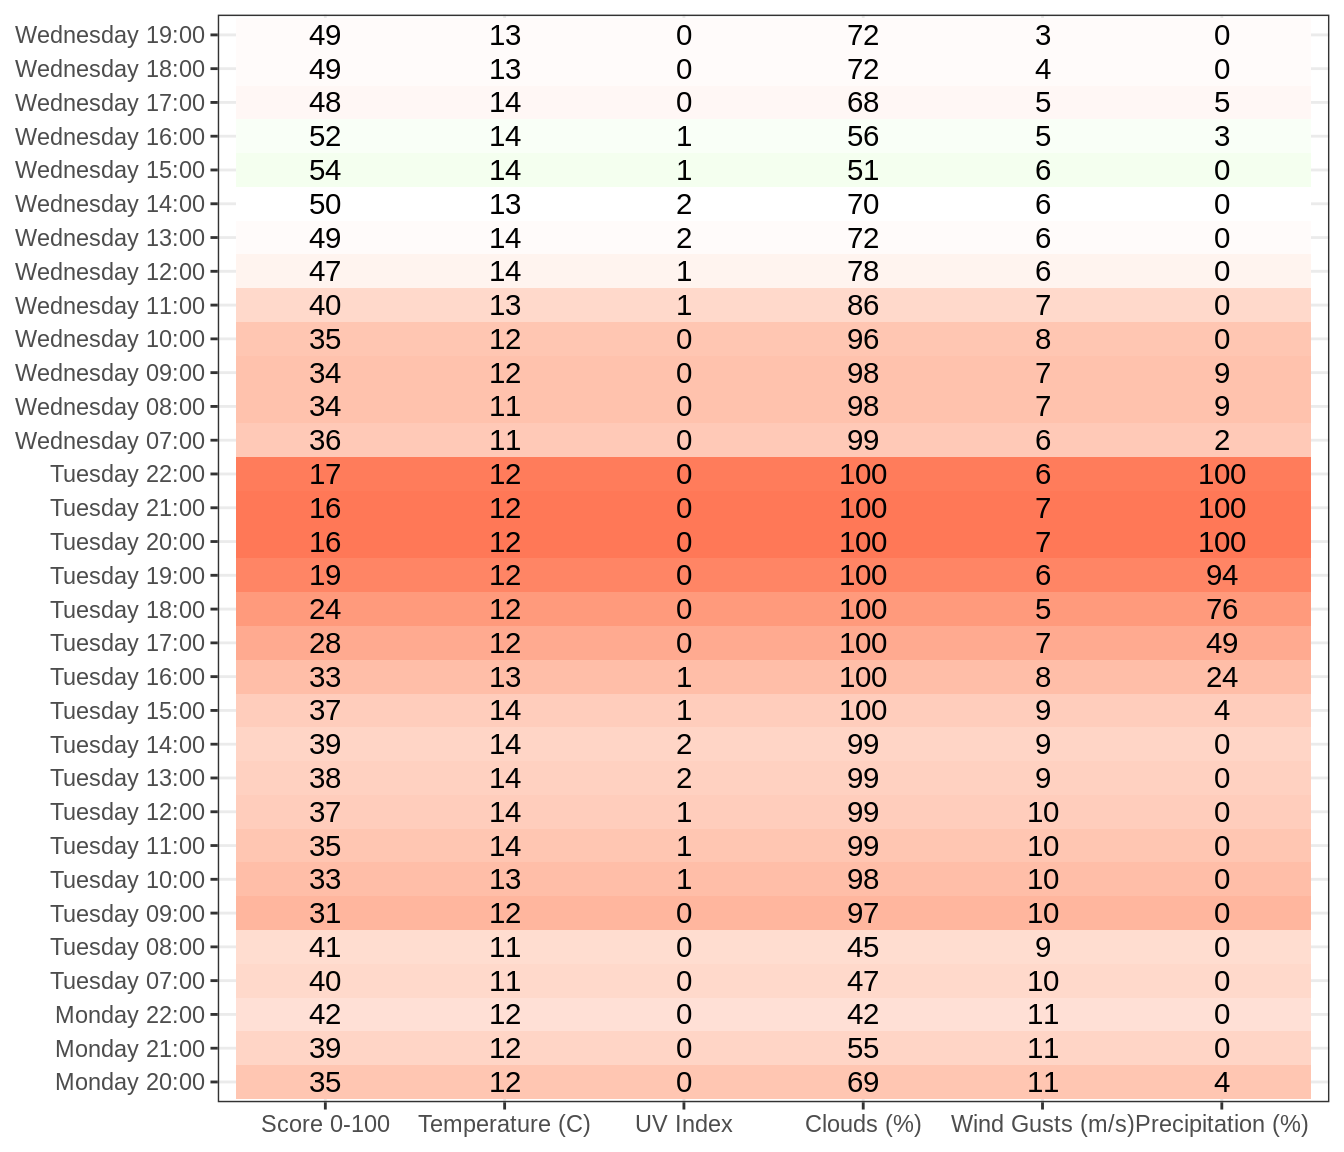 Wednesday 19:00 49 13 0 72 3 0
Wednesday 18:00 49 13 0 72 4 0
Wednesday 17:00 48 14 0 68 5 5
Wednesday 16:00 52 14 1 56 5 3
Wednesday 15:00 54 14 1 51 6 0
Wednesday 14:00 50 13 2 70 6 0
Wednesday 13:00 49 14 2 72 6 0
Wednesday 12:00 47 14 1 78 6 0
Wednesday 11:00 40 13 1 86 7 0
Wednesday 10:00 35 12 0 96 8 0
Wednesday 09:00 34 12 0 98 7 9
Wednesday 08:00 34 11 0 98 7 9
Wednesday 07:00 36 11 0 99 6 2
Tuesday 22:00 17 12 0 100 6 100
Tuesday 21:00 16 12 0 100 7 100
Tuesday 20:00 16 12 0 100 7 100
Tuesday 19:00 19 12 0 100 6 94
Tuesday 18:00 24 12 0 100 5 76
Tuesday 17:00 28 12 0 100 7 49
Tuesday 16:00 33 13 1 100 8 24
Tuesday 15:00 37 14 1 100 9 4
Tuesday 14:00 39 14 2 99 9 0
Tuesday 13:00 38 14 2 99 9 0
Tuesday 12:00 37 14 1 99 10 0
Tuesday 11:00 35 14 1 99 10 0
Tuesday 10:00 33 13 1 98 10 0
Tuesday 09:00 31 12 0 97 10 0
Tuesday 08:00 41 11 0 45 9 0
Tuesday 07:00 40 11 0 47 10 0
Monday 22:00 42 12 0 42 11 0
Monday 21:00 39 12 0 55 11 0
Monday 20:00 35 12 0 69 11 4
Score 0-100 Temperature (C) UV Index Clouds (%) Wind Gusts (m/s) Precipitation (%)